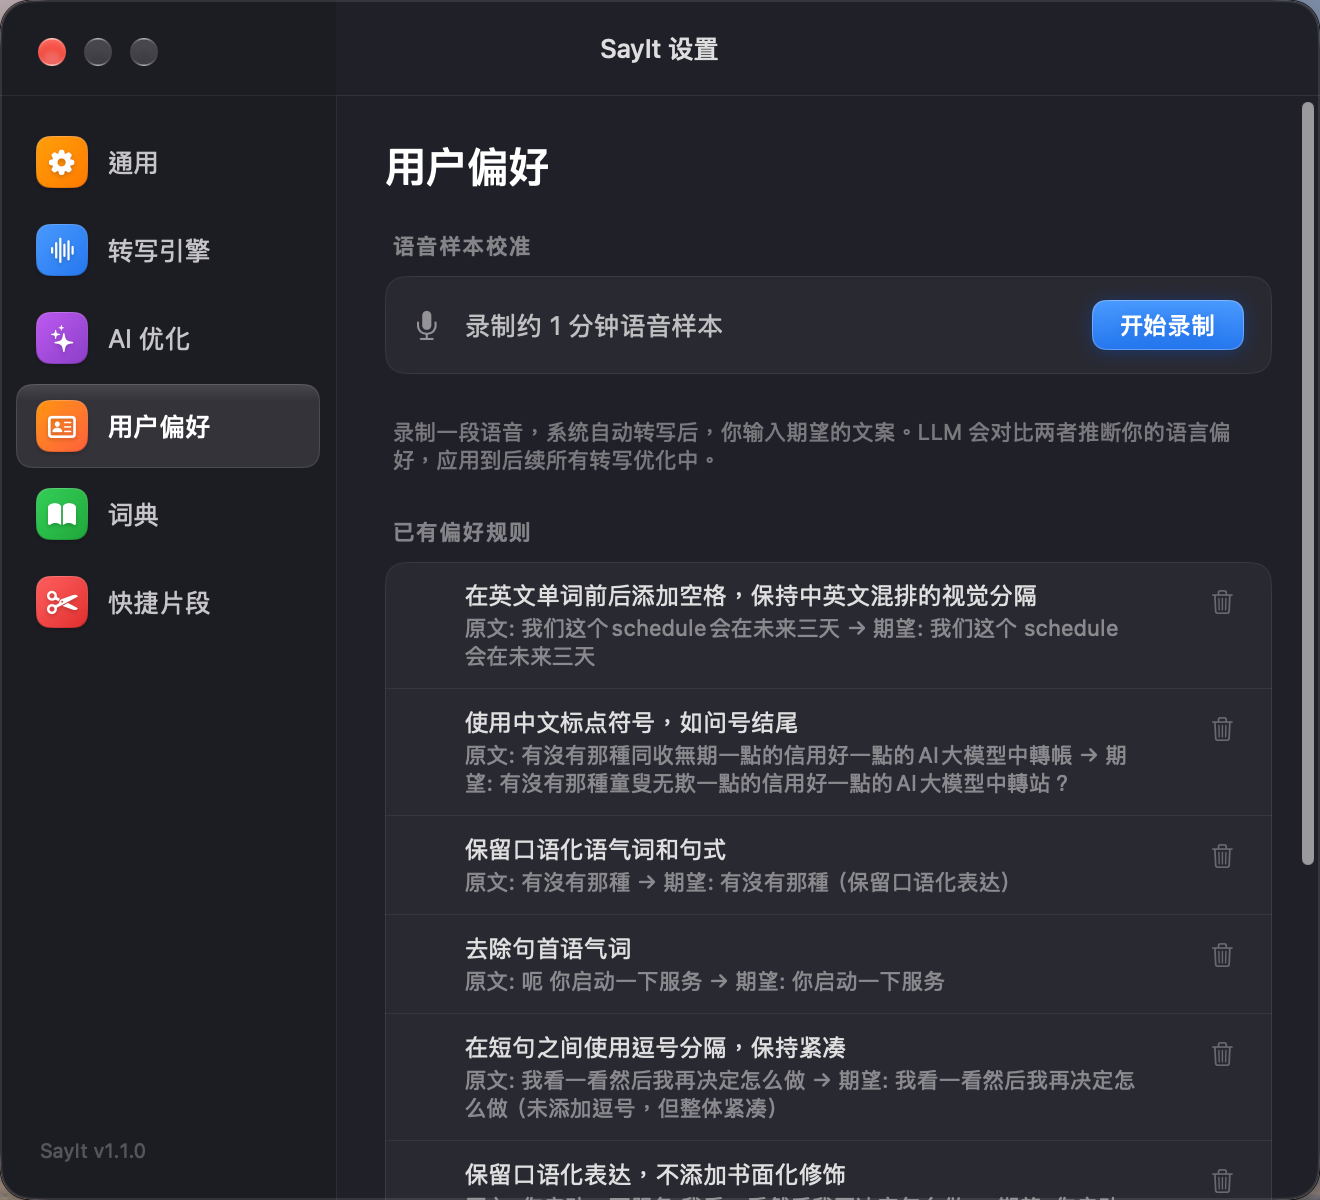 SayIt 设置
通用
转写引擎
AI 优化
用户偏好
词典
快捷片段
SayIt v1.1.0
用户偏好
语音样本校准
录制约 1 分钟语音样本
开始录制
录制一段语音，系统自动转写后，你输入期望的文案。LLM 会对比两者推断你的语言偏
好，应用到后续所有转写优化中。
已有偏好规则
在英文单词前后添加空格，保持中英文混排的视觉分隔
原文: 我们这个schedule会在未来三天 → 期望: 我们这个 schedule
会在未来三天
使用中文标点符号，如问号结尾
原文: 有沒有那種同收無期一點的信用好一點的AI大模型中轉帳 → 期
望: 有沒有那種童叟无欺一點的信用好一點的AI大模型中轉站？
保留口语化语气词和句式
原文: 有沒有那種 → 期望: 有沒有那種（保留口语化表达）
去除句首语气词
原文: 呃 你启动一下服务 → 期望: 你启动一下服务
在短句之间使用逗号分隔，保持紧凑
原文: 我看一看然后我再决定怎么做 → 期望: 我看一看然后我再决定怎
么做（未添加逗号，但整体紧凑）
保留口语化表达，不添加书面化修饰